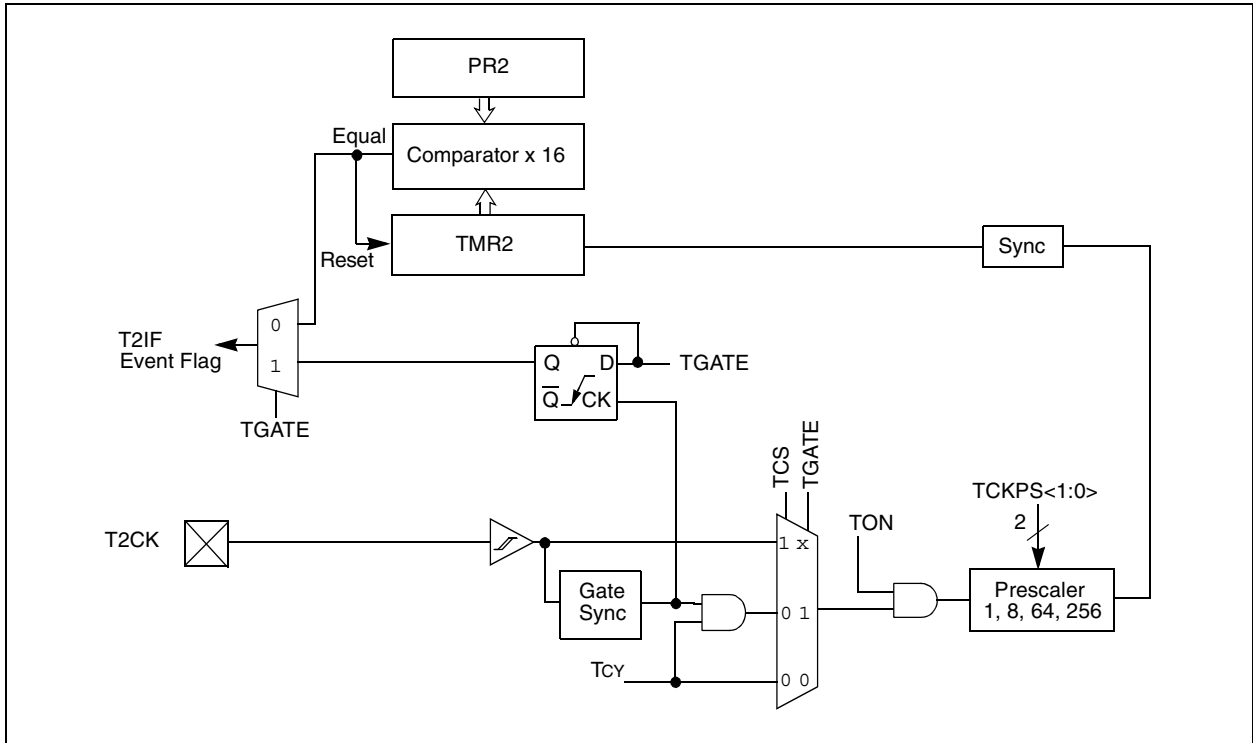 PR2
Equal
Comparator x 16
TMR2
Reset
Sync
T2IF
Event Flag
0
1
Q
D
TGATE
Q̅
CK
TGATE
TCS
TGATE
TCKPS<1:0>
2
TON
T2CK
1 x
Gate
Sync
0 1
Prescaler
1, 8, 64, 256
TCY
0 0